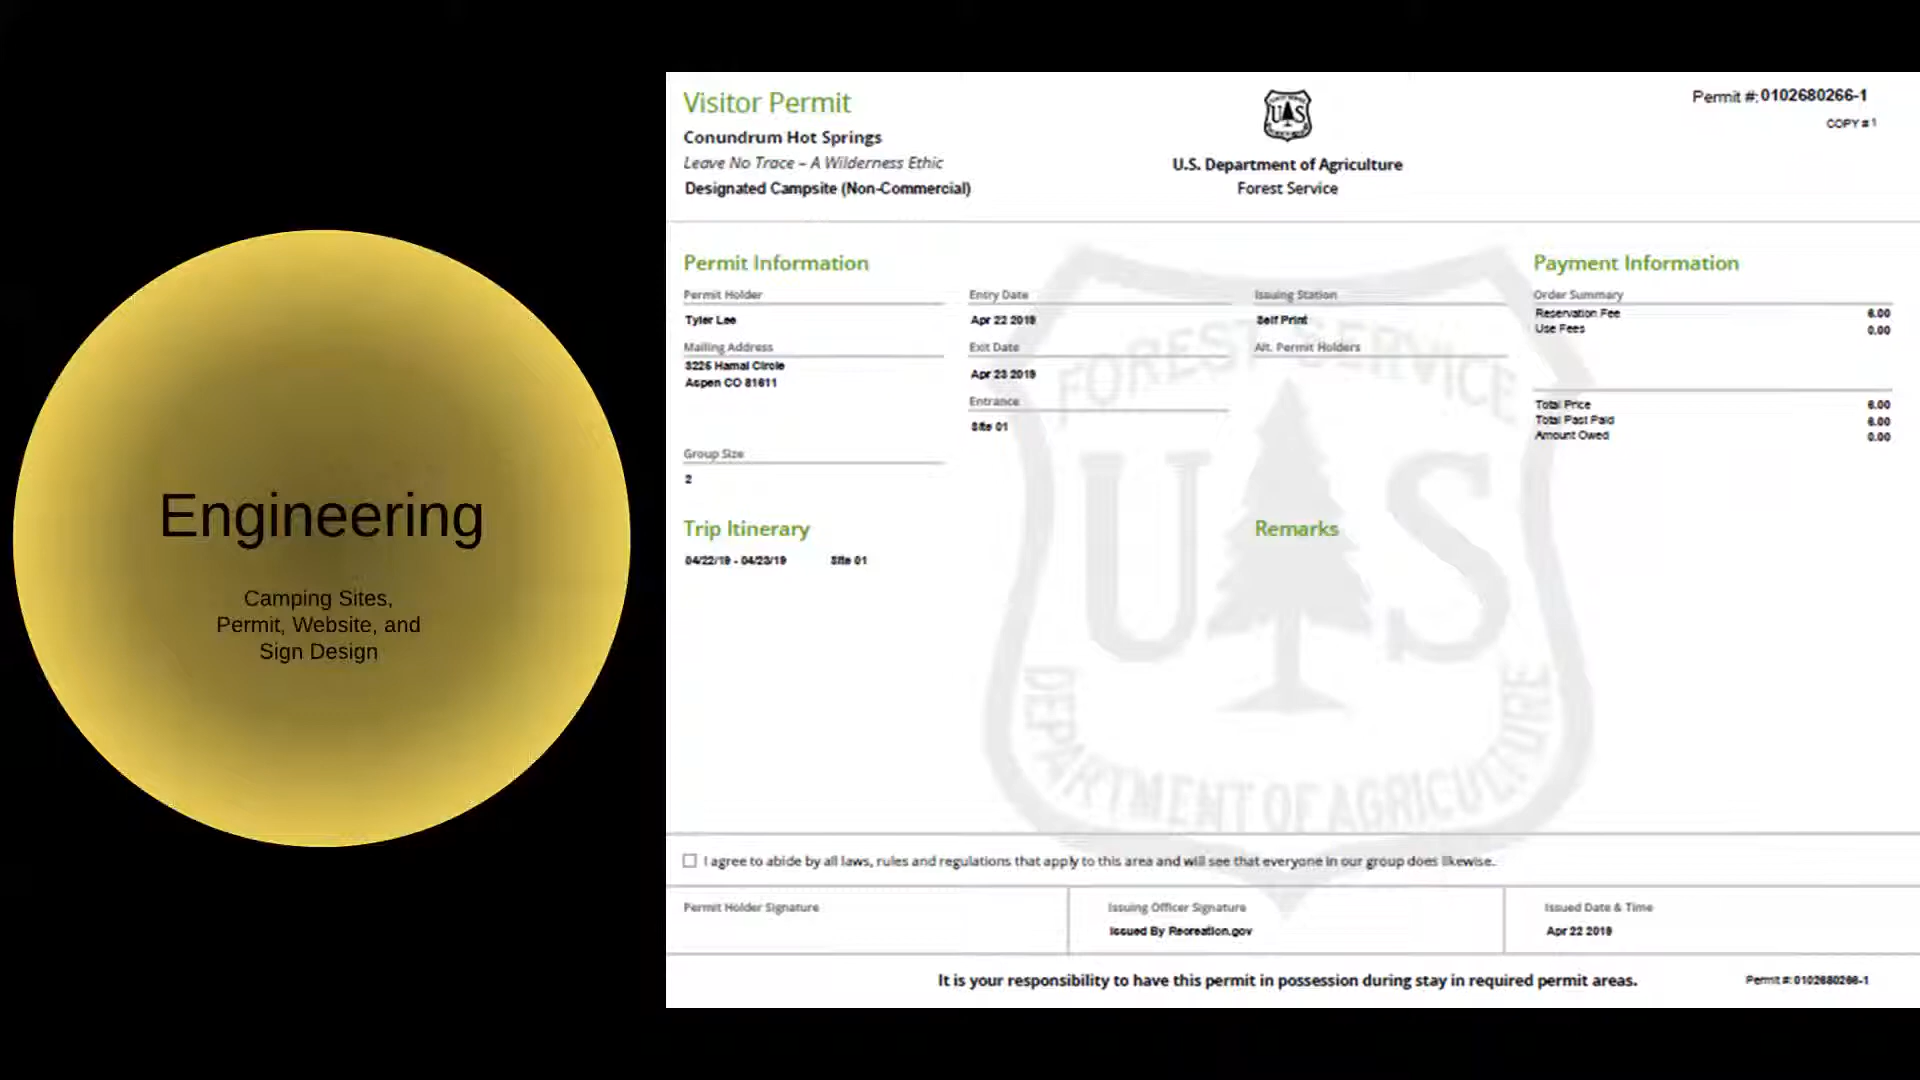 Engineering
Camping Sites,
Permit, Website, and
Sign Design
Visitor Permit
Conundrum Hot Springs
Leave No Trace – A Wilderness Ethic
Designated Campsite (Non-Commercial)
US
U.S. Department of Agriculture
Forest Service
Permit #: 0102680266-1
COPY # 1
Permit Information
Permit Holder
Tyler Lee
Mailing Address
3225 Hamal Circle
Aspen CO 81611
Group Size
2
Entry Date
Apr 22 2019
Exit Date
Apr 23 2019
Entrance
Site 01
Issuing Station
Self Print
Alt. Permit Holders
Payment Information
Order Summary
Reservation Fee 6.00
Use Fees 0.00
Total Price 6.00
Total Past Paid 6.00
Amount Owed 0.00
Trip Itinerary
04/22/19 - 04/23/19 Site 01
Remarks
FOREST SERVICE
US
DEPARTMENT OF AGRICULTURE
I agree to abide by all laws, rules and regulations that apply to this area and will see that everyone in our group does likewise.
Permit Holder Signature
Issuing Officer Signature
Issued By Recreation.gov
Issued Date & Time
Apr 22 2019
It is your responsibility to have this permit in possession during stay in required permit areas.
Permit #: 0102680266-1